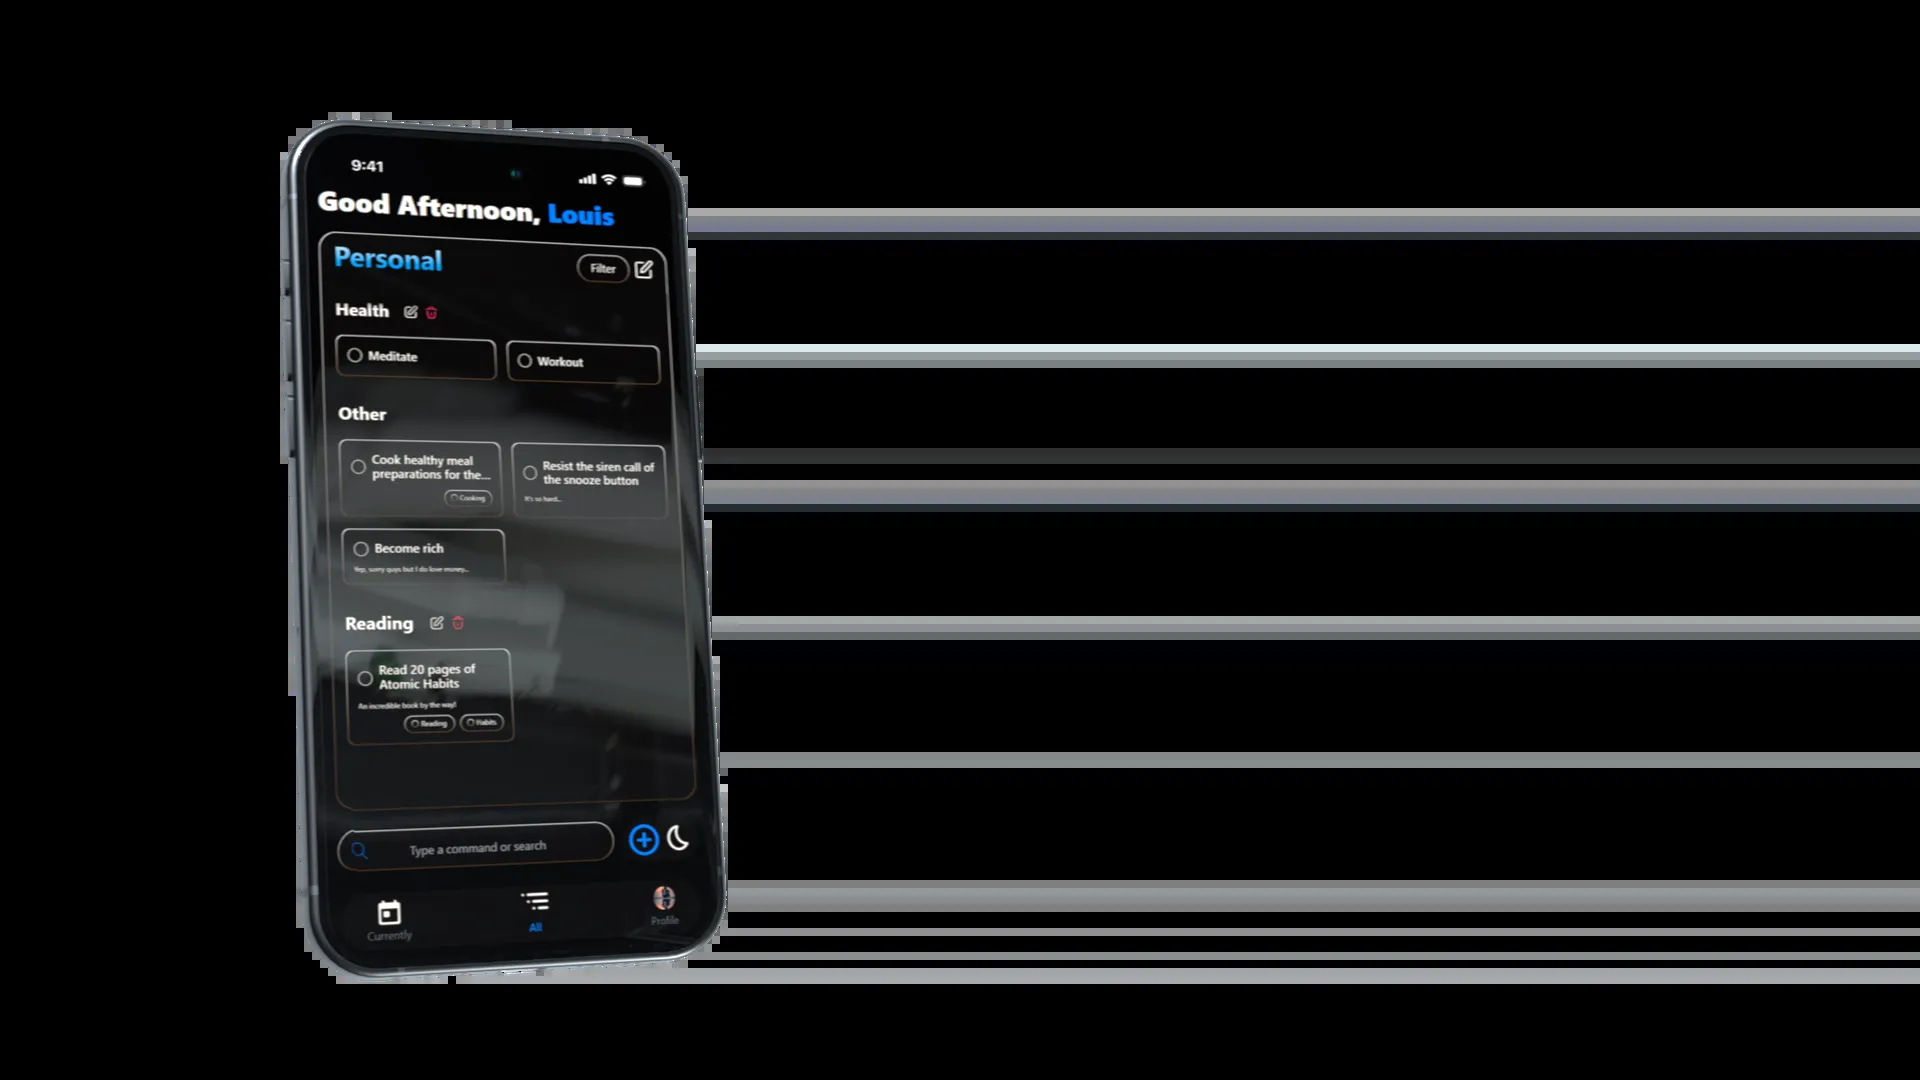 9:41
Good Afternoon, Louis
Personal
Filter
Health
Meditate
Workout
Other
Cook healthy meal
preparations for the...
Cooking
Resist the siren call of
the snooze button
It's so hard...
Become rich
Yep, sorry guys but I do love money...
Reading
Read 20 pages of
Atomic Habits
An incredible book by the way!
Reading
Habits
Type a command or search
Currently
All
Profile